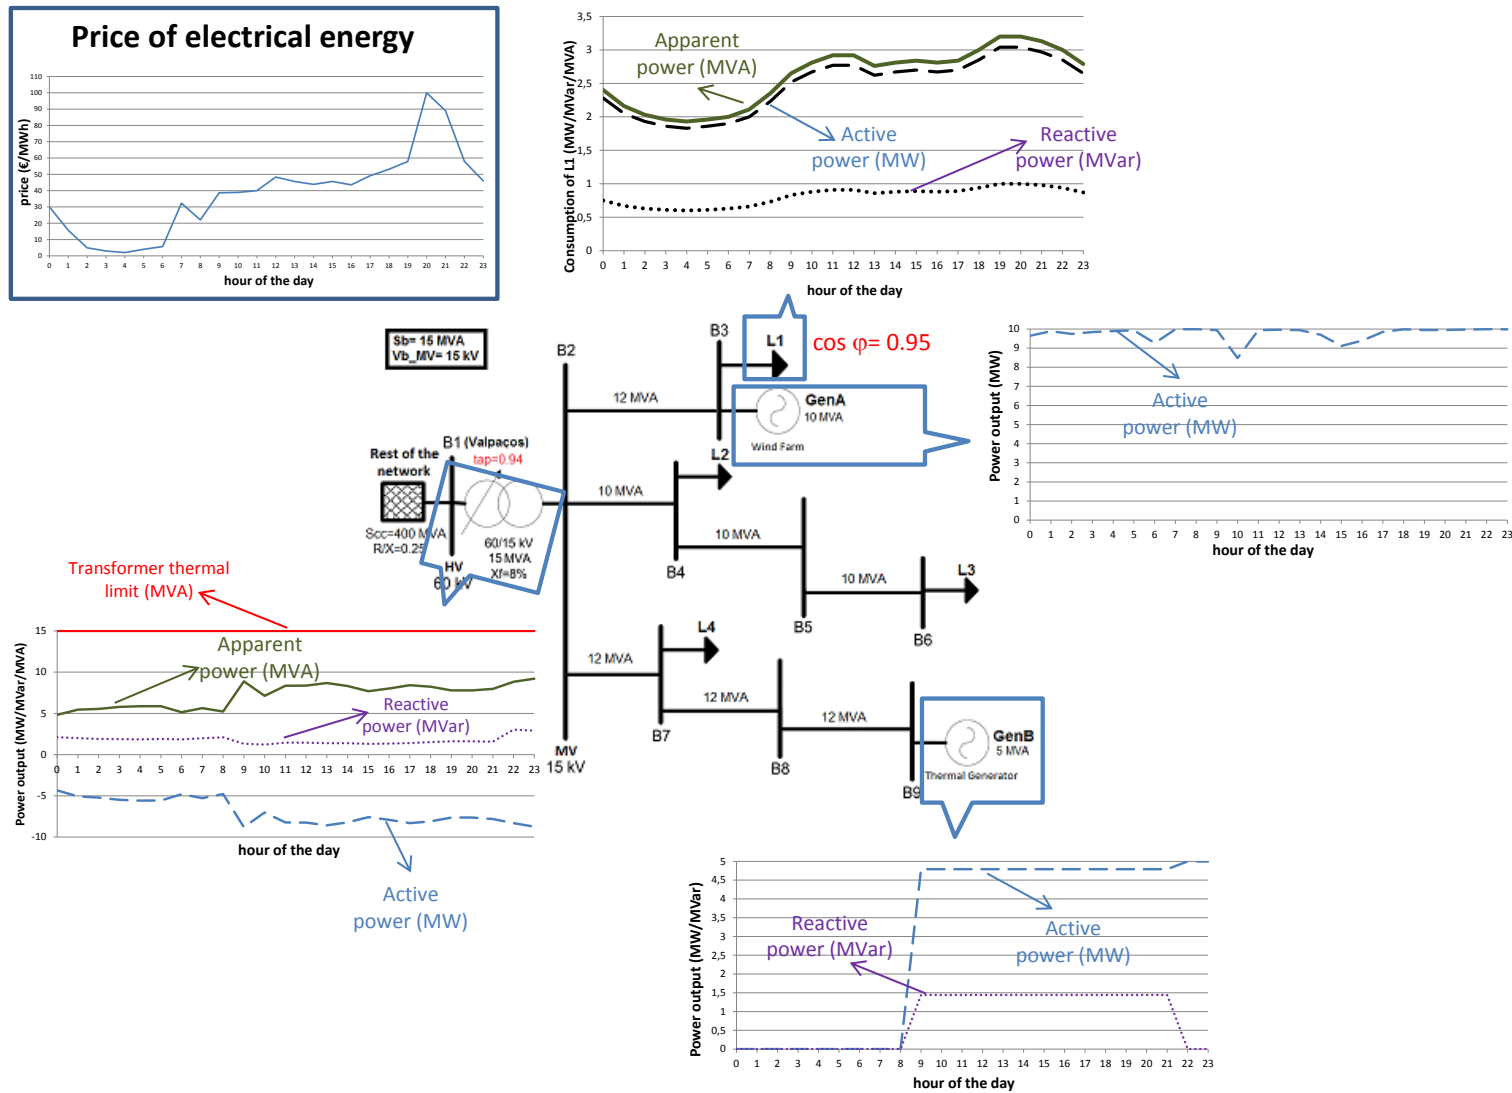 Price of electrical energy
price (€/MWh)
110
100
90
80
70
60
50
40
30
20
10
0
0 1 2 3 4 5 6 7 8 9 10 11 12 13 14 15 16 17 18 19 20 21 22 23
hour of the day
Consumption of L1 (MW/MVar/MVA)
3,5
3
2,5
2
1,5
1
0,5
0
Apparent
power (MVA)
Active
power (MW)
Reactive
power (MVar)
0 1 2 3 4 5 6 7 8 9 10 11 12 13 14 15 16 17 18 19 20 21 22 23
hour of the day
Sb= 15 MVA
Vb_MV= 15 kV
B2
B3
L1
cos φ= 0.95
12 MVA
GenA
10 MVA
Wind Farm
Power output (MW)
10
9
8
7
6
5
4
3
2
1
0
Active
power (MW)
0 1 2 3 4 5 6 7 8 9 10 11 12 13 14 15 16 17 18 19 20 21 22 23
hour of the day
B1 (Valpaços)
tap=0.94
Rest of the
network
Scc=400 MVA
R/X=0.25
HV
60 kV
60/15 kV
15 MVA
Xf=8%
L2
10 MVA
10 MVA
B4
10 MVA
L3
B5
B6
L4
12 MVA
12 MVA
12 MVA
B7
B8
B9
MV
15 kV
GenB
5 MVA
Thermal Generator
Transformer thermal
limit (MVA)
Power output (MW/MVar/MVA)
15
10
5
0
-5
-10
Apparent
power (MVA)
Reactive
power (MVar)
0 1 2 3 4 5 6 7 8 9 10 11 12 13 14 15 16 17 18 19 20 21 22 23
hour of the day
Active
power (MW)
Power output (MW/MVar)
5
4,5
4
3,5
3
2,5
2
1,5
1
0,5
0
Reactive
power (MVar)
Active
power (MW)
0 1 2 3 4 5 6 7 8 9 10 11 12 13 14 15 16 17 18 19 20 21 22 23
hour of the day